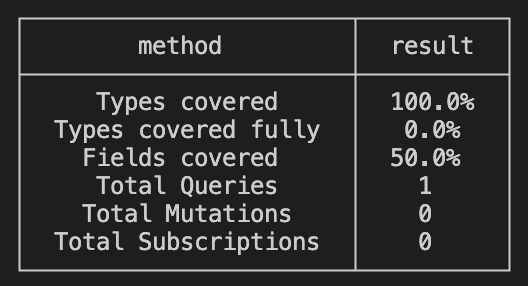 method result
Types covered 100.0%
Types covered fully 0.0%
Fields covered 50.0%
Total Queries 1
Total Mutations 0
Total Subscriptions 0